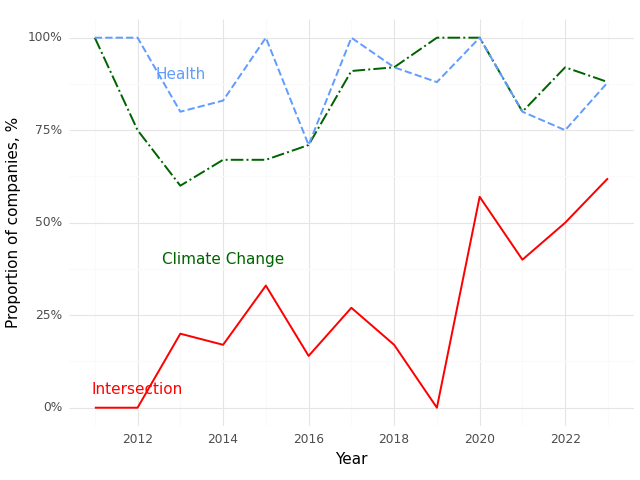 100%
75%
50%
25%
0%
Proportion of companies, %
Health
Climate Change
Intersection
2012 2014 2016 2018 2020 2022
Year